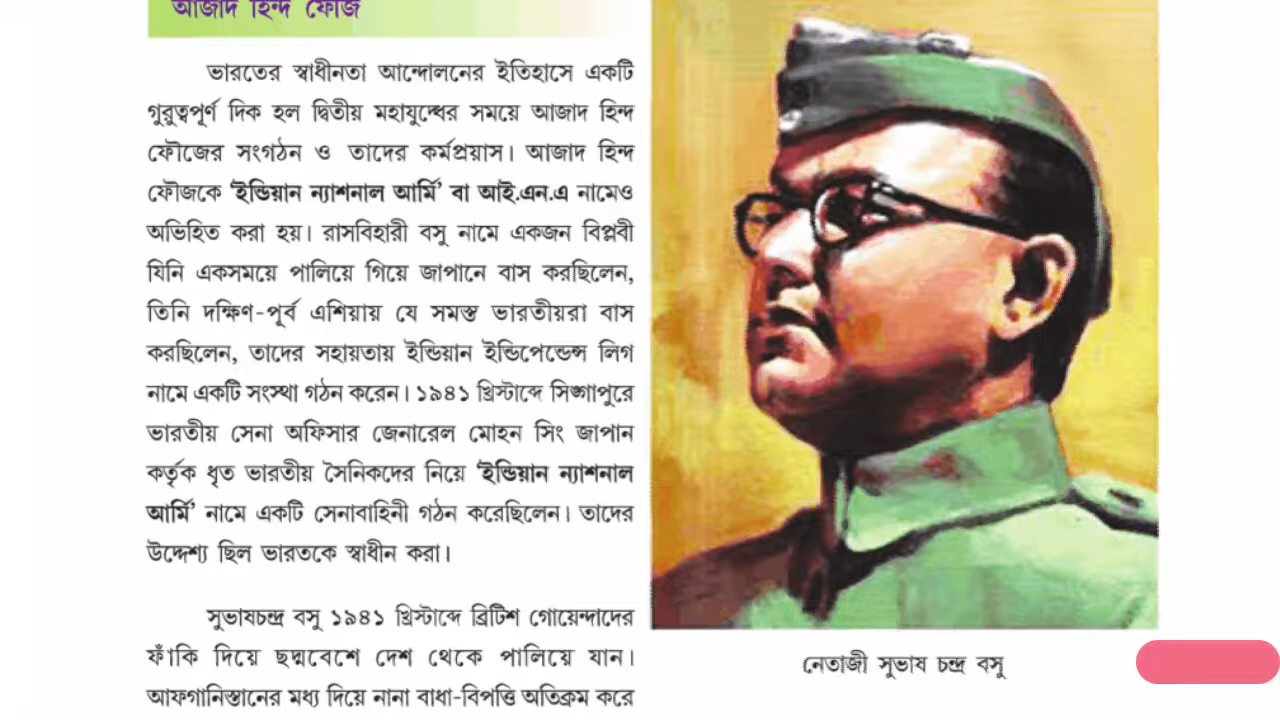 আজাদ হিন্দ ফৌজ
ভারতের স্বাধীনতা আন্দোলনের ইতিহাসে একটি
গুরুত্বপূর্ণ দিক হল দ্বিতীয় মহাযুদ্ধের সময়ে আজাদ হিন্দ
ফৌজের সংগঠন ও তাদের কর্মপ্রয়াস। আজাদ হিন্দ
ফৌজকে ‘ইন্ডিয়ান ন্যাশনাল আর্মি’ বা আই.এন.এ নামেও
অভিহিত করা হয়। রাসবিহারী বসু নামে একজন বিপ্লবী
যিনি একসময়ে পালিয়ে গিয়ে জাপানে বাস করছিলেন,
তিনি দক্ষিণ-পূর্ব এশিয়ায় যে সমস্ত ভারতীয়রা বাস
করছিলেন, তাদের সহায়তায় ইন্ডিয়ান ইন্ডিপেন্ডেন্স লিগ
নামে একটি সংস্থা গঠন করেন। ১৯৪১ খ্রিস্টাব্দে সিঙ্গাপুরে
ভারতীয় সেনা অফিসার জেনারেল মোহন সিং জাপান
কর্তৃক ধৃত ভারতীয় সৈনিকদের নিয়ে ‘ইন্ডিয়ান ন্যাশনাল
আর্মি’ নামে একটি সেনাবাহিনী গঠন করেছিলেন। তাদের
উদ্দেশ্য ছিল ভারতকে স্বাধীন করা।
সুভাষচন্দ্র বসু ১৯৪১ খ্রিস্টাব্দে ব্রিটিশ গোয়েন্দাদের
ফাঁকি দিয়ে ছদ্মবেশে দেশ থেকে পালিয়ে যান।
আফগানিস্তানের মধ্য দিয়ে নানা বাধা-বিপত্তি অতিক্রম করে
নেতাজী সুভাষ চন্দ্র বসু